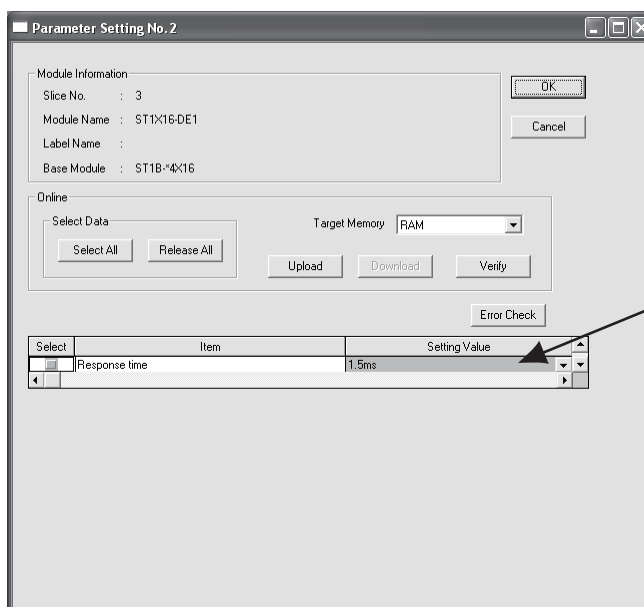 Parameter Setting No.2
Module Information
Slice No. : 3
Module Name : ST1X16-DE1
Label Name :
Base Module : ST1B-*4X16
OK
Cancel
Online
Select Data
Select All Release All
Target Memory RAM
Upload Download Verify
Error Check
Select Item Setting Value
Response time 1.5ms